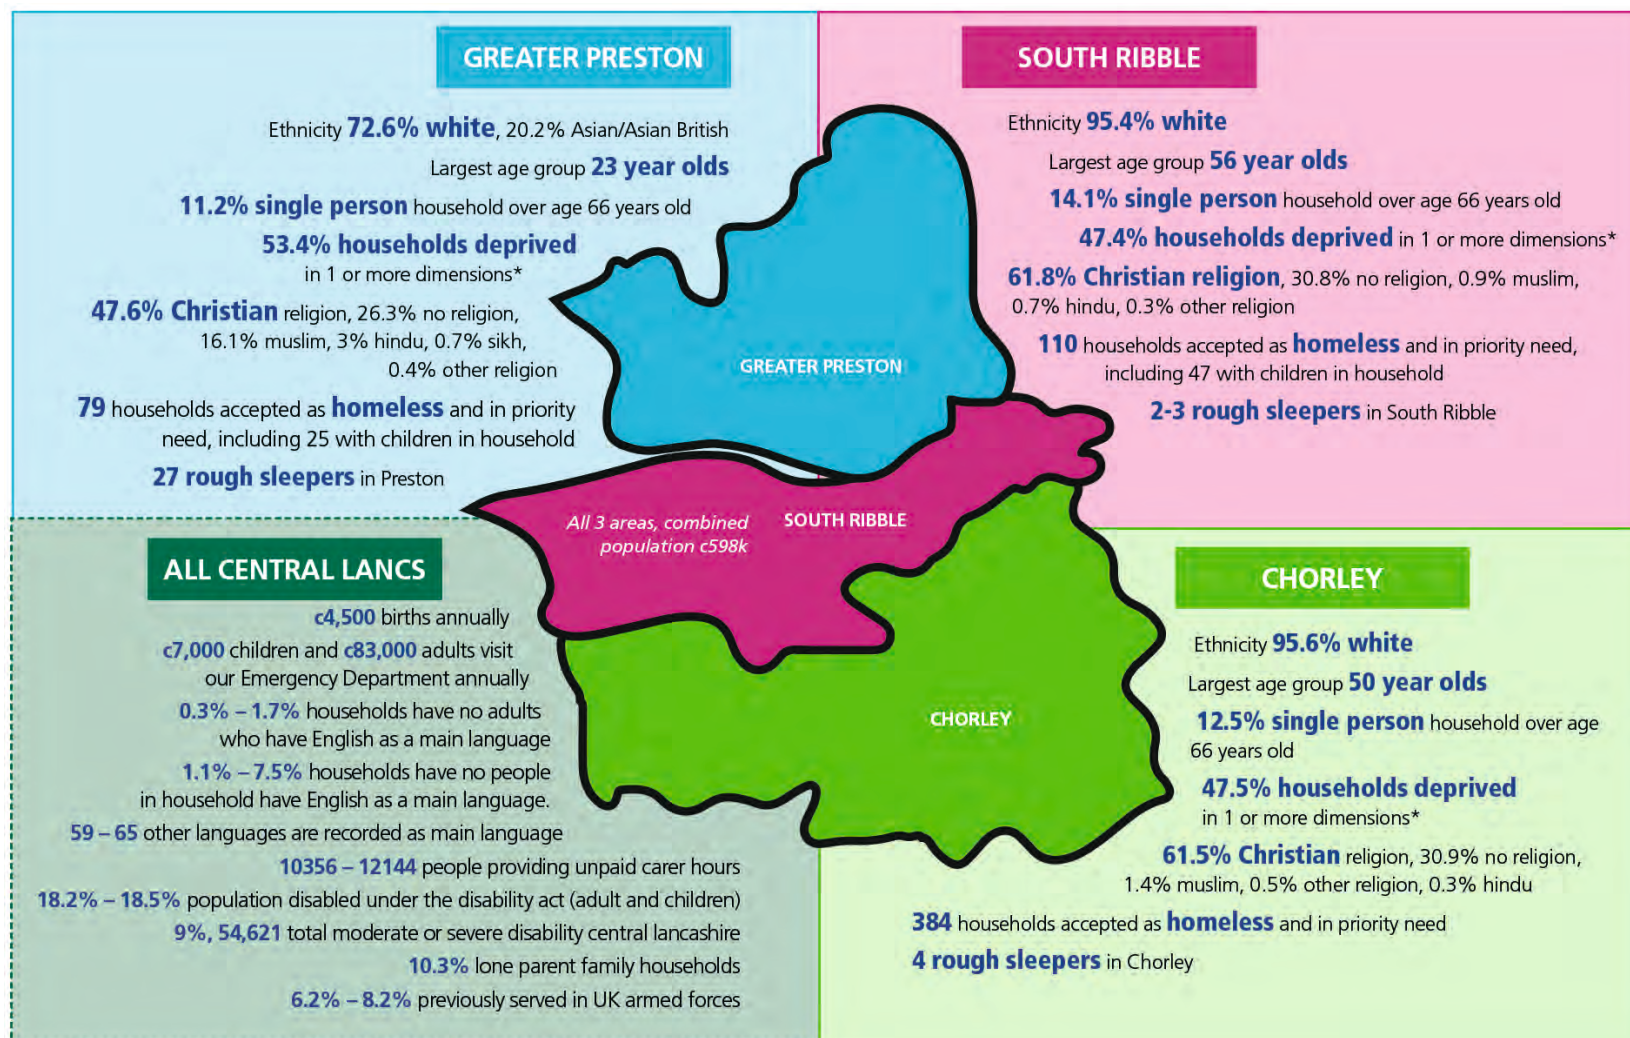 GREATER PRESTON
Ethnicity 72.6% white, 20.2% Asian/Asian British
Largest age group 23 year olds
11.2% single person household over age 66 years old
53.4% households deprived
in 1 or more dimensions*
47.6% Christian religion, 26.3% no religion,
16.1% muslim, 3% hindu, 0.7% sikh,
0.4% other religion
79 households accepted as homeless and in priority
need, including 25 with children in household
27 rough sleepers in Preston
SOUTH RIBBLE
Ethnicity 95.4% white
Largest age group 56 year olds
14.1% single person household over age 66 years old
47.4% households deprived in 1 or more dimensions*
61.8% Christian religion, 30.8% no religion, 0.9% muslim,
0.7% hindu, 0.3% other religion
110 households accepted as homeless and in priority need,
including 47 with children in household
2-3 rough sleepers in South Ribble
GREATER PRESTON
All 3 areas, combined
population c598k
SOUTH RIBBLE
CHORLEY
ALL CENTRAL LANCS
c4,500 births annually
c7,000 children and c83,000 adults visit
our Emergency Department annually
0.3% – 1.7% households have no adults
who have English as a main language
1.1% – 7.5% households have no people
in household have English as a main language.
59 – 65 other languages are recorded as main language
10356 – 12144 people providing unpaid carer hours
18.2% – 18.5% population disabled under the disability act (adult and children)
9%, 54,621 total moderate or severe disability central lancashire
10.3% lone parent family households
6.2% – 8.2% previously served in UK armed forces
CHORLEY
Ethnicity 95.6% white
Largest age group 50 year olds
12.5% single person household over age
66 years old
47.5% households deprived
in 1 or more dimensions*
61.5% Christian religion, 30.9% no religion,
1.4% muslim, 0.5% other religion, 0.3% hindu
384 households accepted as homeless and in priority need
4 rough sleepers in Chorley